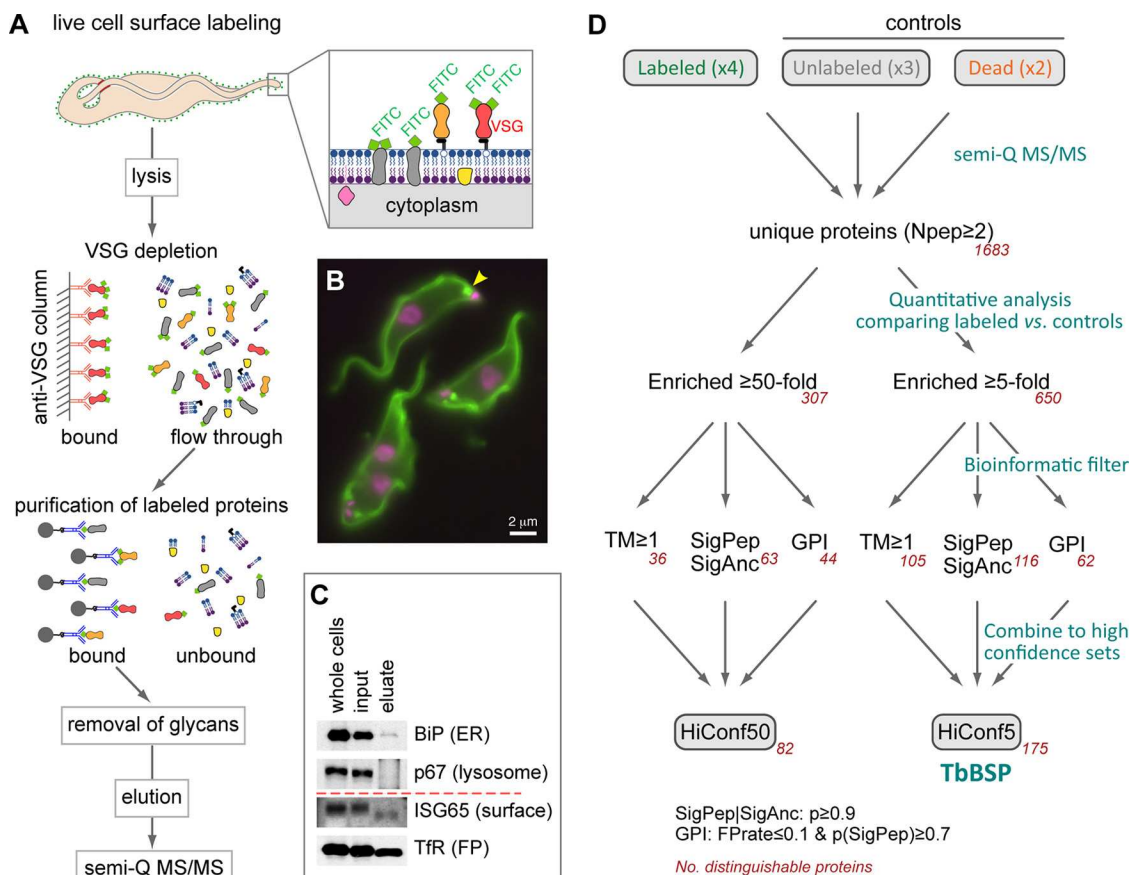 A live cell surface labeling
FITC
FITC
FITC
FITC
VSG
cytoplasm
lysis
VSG depletion
anti-VSG column
bound
flow through
purification of labeled proteins
bound
unbound
removal of glycans
elution
semi-Q MS/MS
B
2 μm
C
whole cells
input
eluate
BiP (ER)
p67 (lysosome)
ISG65 (surface)
TfR (FP)
D
controls
Labeled (x4)
Unlabeled (x3)
Dead (x2)
semi-Q MS/MS
unique proteins (Npep≥2)
1683
Quantitative analysis
comparing labeled vs. controls
Enriched ≥50-fold
307
Enriched ≥5-fold
650
Bioinformatic filter
TM≥1
36
SigPep
SigAnc
63
GPI
44
TM≥1
105
SigPep
SigAnc
116
GPI
62
Combine to high
confidence sets
HiConf50
82
HiConf5
175
TbBSP
SigPep|SigAnc: p≥0.9
GPI: FPrate≤0.1 & p(SigPep)≥0.7
No. distinguishable proteins